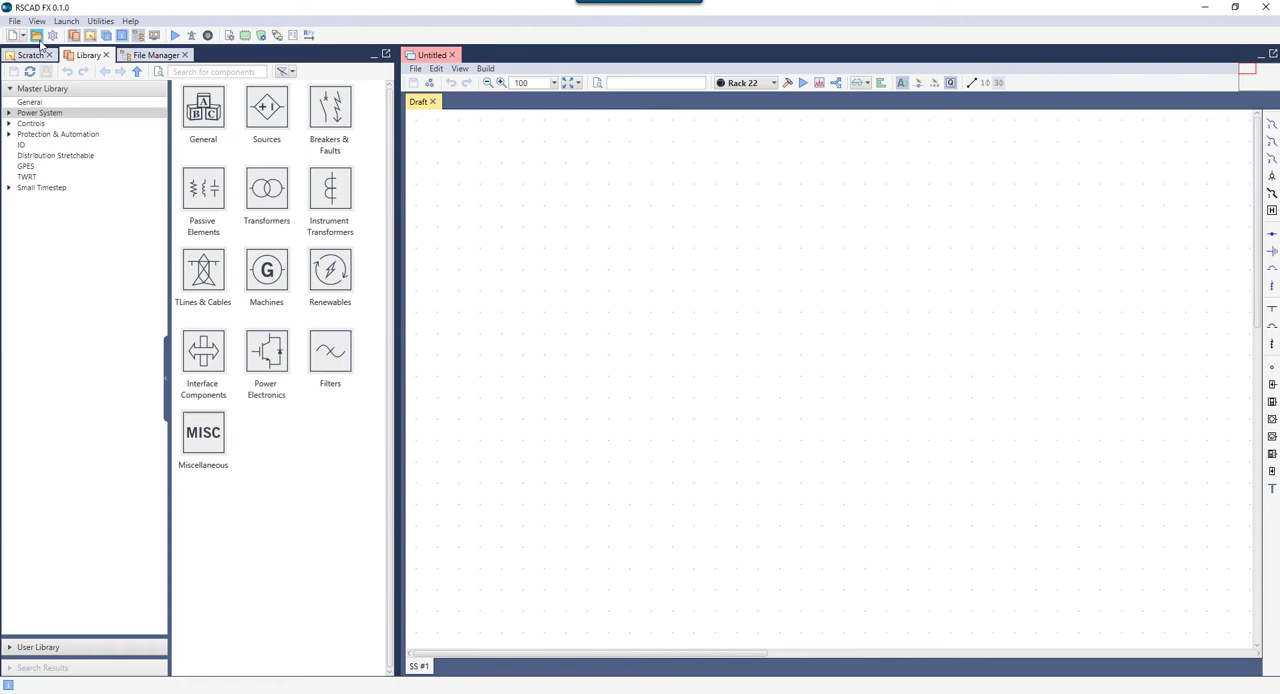 RSCAD FX 0.1.0
File View Launch Utilities Help
Scratch Library File Manager
Search for components
Master Library
General
Power System
Controls
Protection & Automation
IO
Distribution Stretchable
GPES
TWRT
Small Timestep
User Library
Search Results
A
B C
General
Sources
Breakers &
Faults
Passive
Elements
Transformers
Instrument
Transformers
TLines & Cables
G
Machines
Renewables
Interface
Components
Power
Electronics
Filters
MISC
Miscellaneous
Untitled
File Edit View Build
100
Rack 22
Draft
SS #1